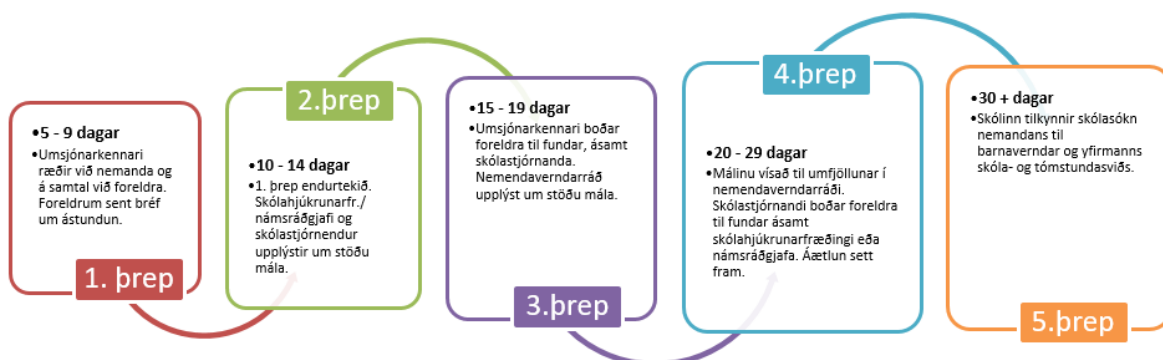 •5 - 9 dagar
•Umsjónarkennari
ræðir við nemanda og
á samtal við foreldra.
Foreldrum sent bréf
um ástundun.
1. þrep
2.þrep
•10 - 14 dagar
•1. þrep endurtekið.
Skólahjúkrunarfr./
námsráðgjafi og
skólastjórnendur
upplýstir um stöðu
mála.
•15 - 19 dagar
•Umsjónarkennari boðar
foreldra til fundar, ásamt
skólastjórnanda.
Nemendaverndarráð
upplýst um stöðu mála.
3.þrep
4.þrep
•20 - 29 dagar
•Málinu vísað til umfjöllunar í
nemendaverndarráði.
Skólastjórnandi boðar foreldra
til fundar ásamt
skólahjúkrunarfræðingi eða
námsráðgjafa. Áætlun sett
fram.
•30 + dagar
•Skólinn tilkynnir skólasókn
nemandans til
barnaverndar og yfirmanns
skóla- og tómstundasviðs.
5.þrep